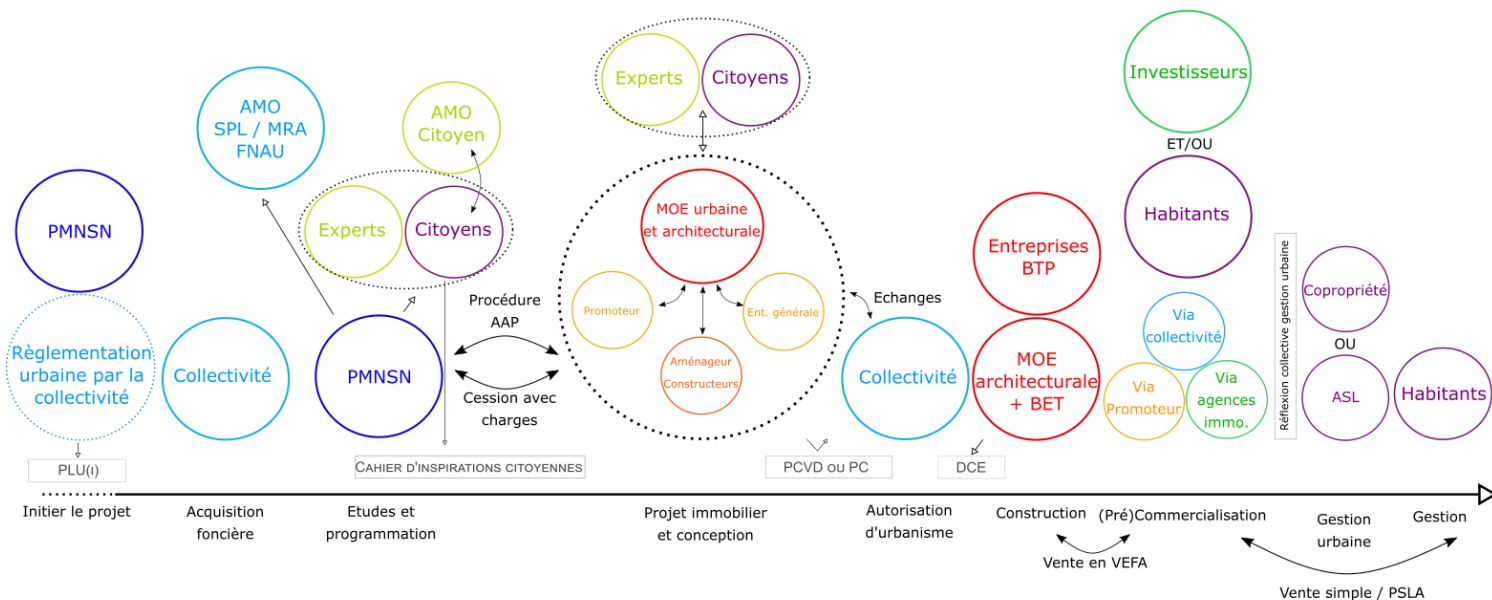 PMNSN
Règlementation
urbaine par la
collectivité
PLU(I)
Initier le projet
Collectivité
Acquisition
foncière
AMO
SPL / MRA
FNAU
AMO
Citoyen
Experts
Citoyens
PMNSN
Procédure
AAP
Cession avec
charges
CAHIER D'INSPIRATIONS CITOYENNES
Etudes et
programmation
Experts
Citoyens
MOE urbaine
et architecturale
Promoteur
Ent. générale
Aménageur
Constructeurs
Projet immobilier
et conception
Echanges
Collectivité
PCVD OU PC
Autorisation
d'urbanisme
Entreprises
BTP
MOE
architecturale
+ BET
DCE
Construction
Investisseurs
ET/OU
Habitants
Via
collectivité
Via
Promoteur
Via
agences
immo.
(Pré)Commercialisation
Vente en VEFA
Réflexion collective gestion urbaine
Copropriété
OU
ASL
Habitants
Gestion
urbaine
Gestion
Vente simple / PSLA